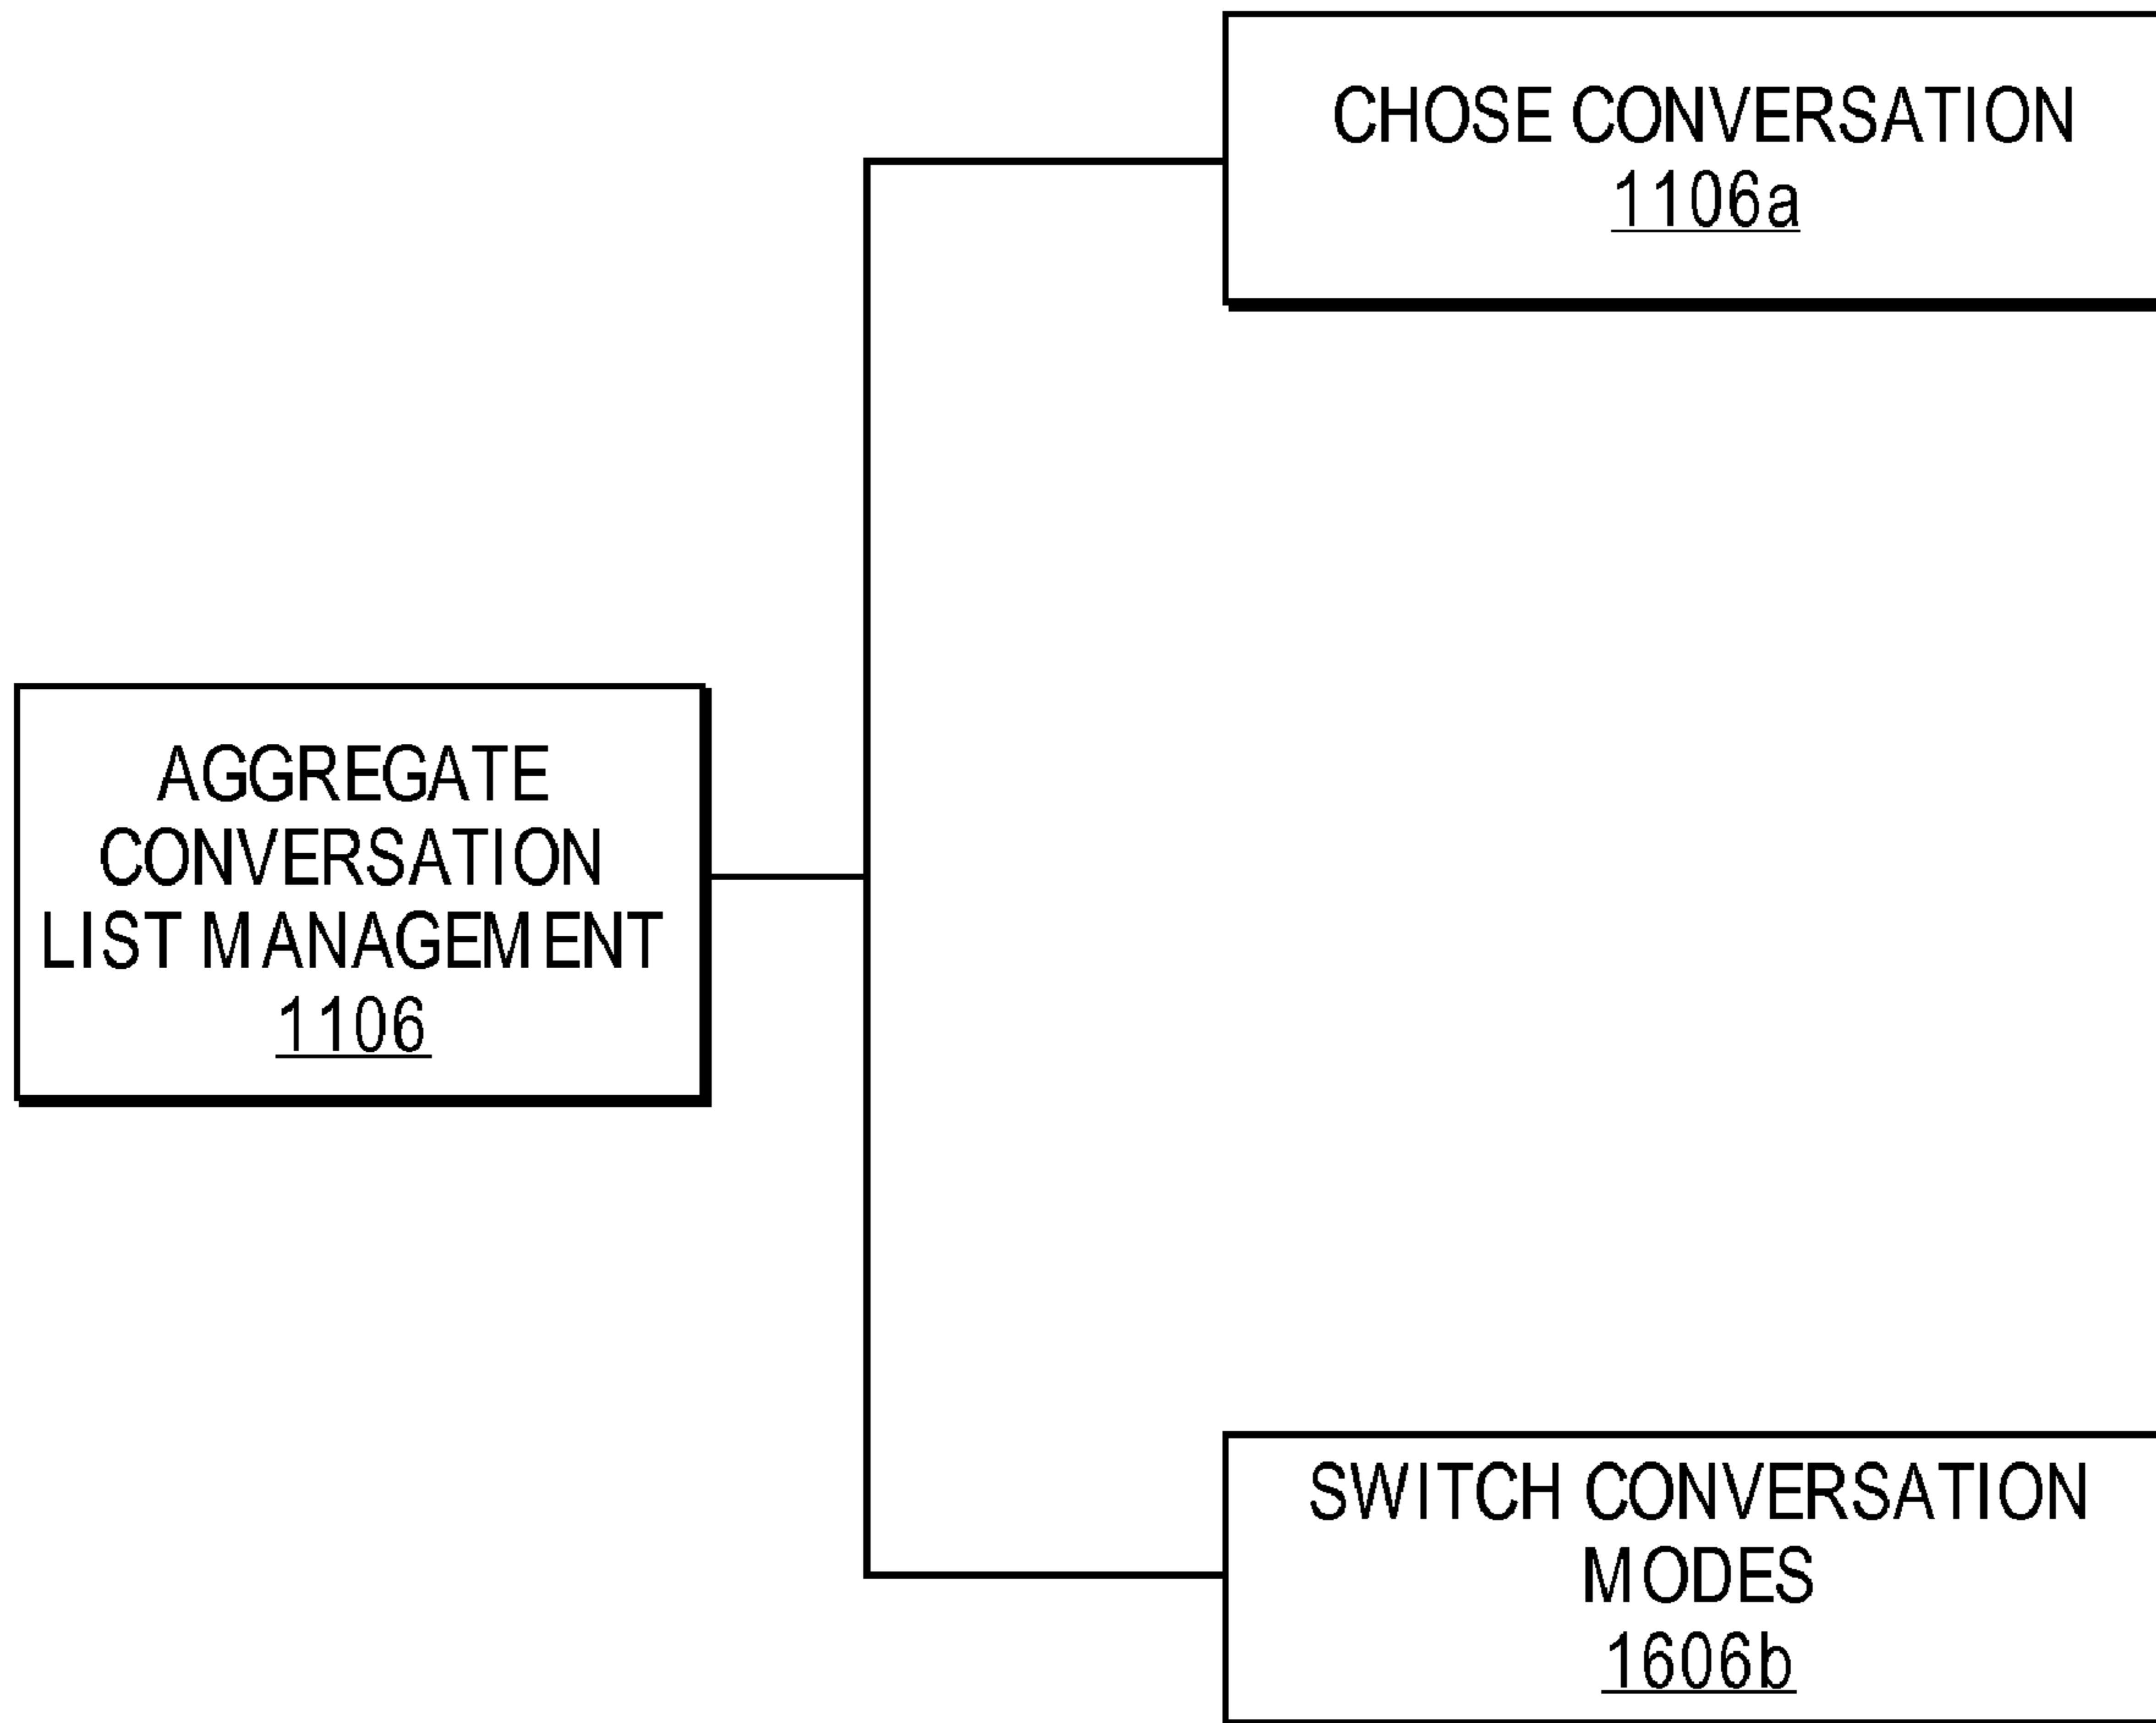 CHOSE CONVERSATION
1106a
AGGREGATE
CONVERSATION
LIST MANAGEMENT
1106
SWITCH CONVERSATION
MODES
1606b